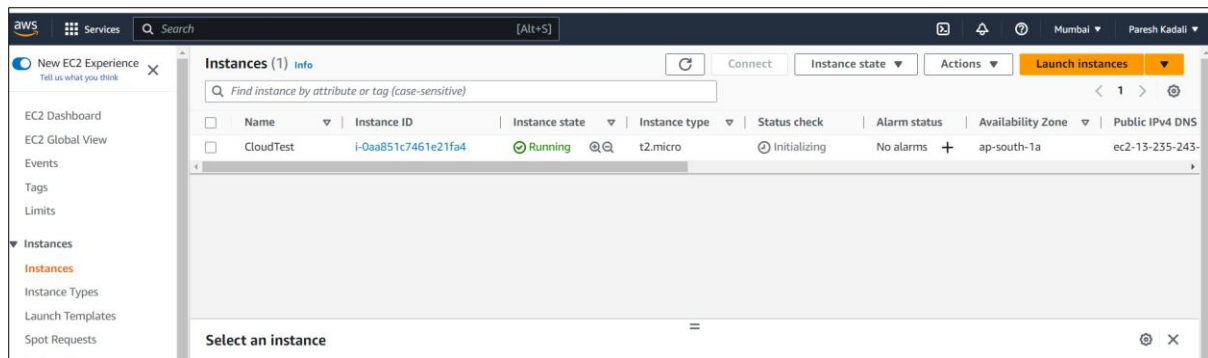 aws Services Search [Alt+S] Mumbai Paresh Kadali
New EC2 Experience
Tell us what you think
EC2 Dashboard
EC2 Global View
Events
Tags
Limits
Instances
Instances
Instance Types
Launch Templates
Spot Requests
Instances (1) Info Connect Instance state Actions Launch instances
Find instance by attribute or tag (case-sensitive) 1
Name Instance ID Instance state Instance type Status check Alarm status Availability Zone Public IPv4 DNS
CloudTest i-0aa851c7461e21fa4 Running t2.micro Initializing No alarms + ap-south-1a ec2-13-235-243-
Select an instance